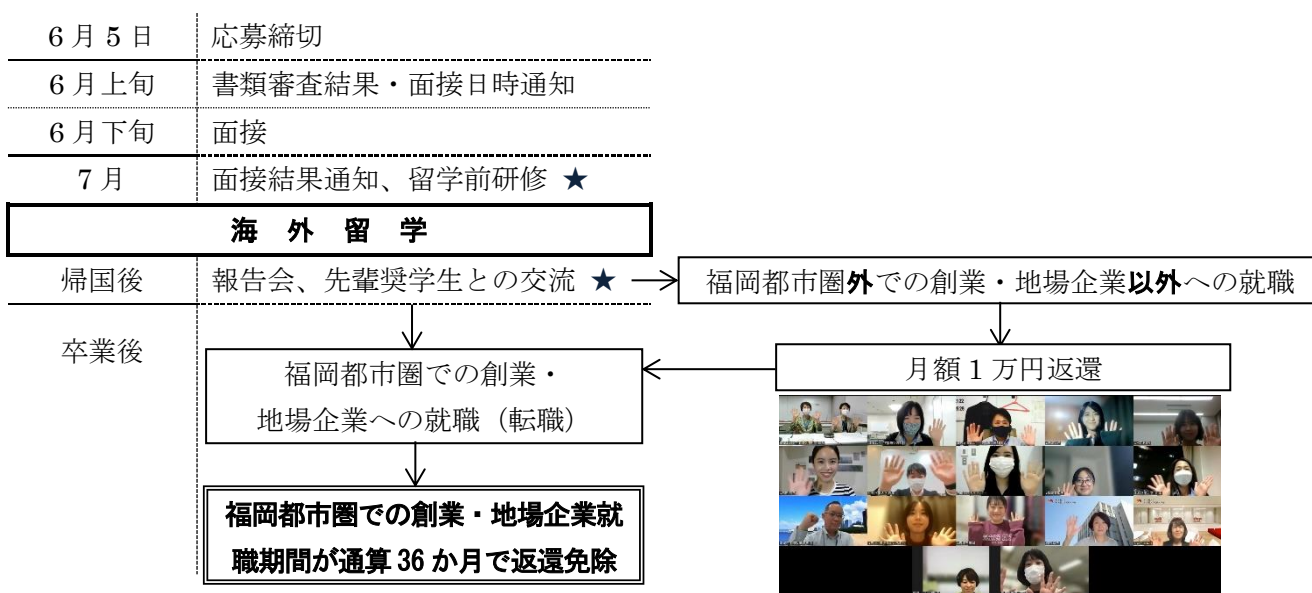 6月5日 応募締切
6月上旬 書類審査結果・面接日時通知
6月下旬 面接
7月 面接結果通知、留学前研修 ★
海 外 留 学
帰国後 報告会、先輩奨学生との交流 ★
福岡都市圏外での創業・地場企業以外への就職
卒業後
福岡都市圏での創業・
地場企業への就職(転職)
月額1万円返還
福岡都市圏での創業・地場企業就
職期間が通算36か月で返還免除